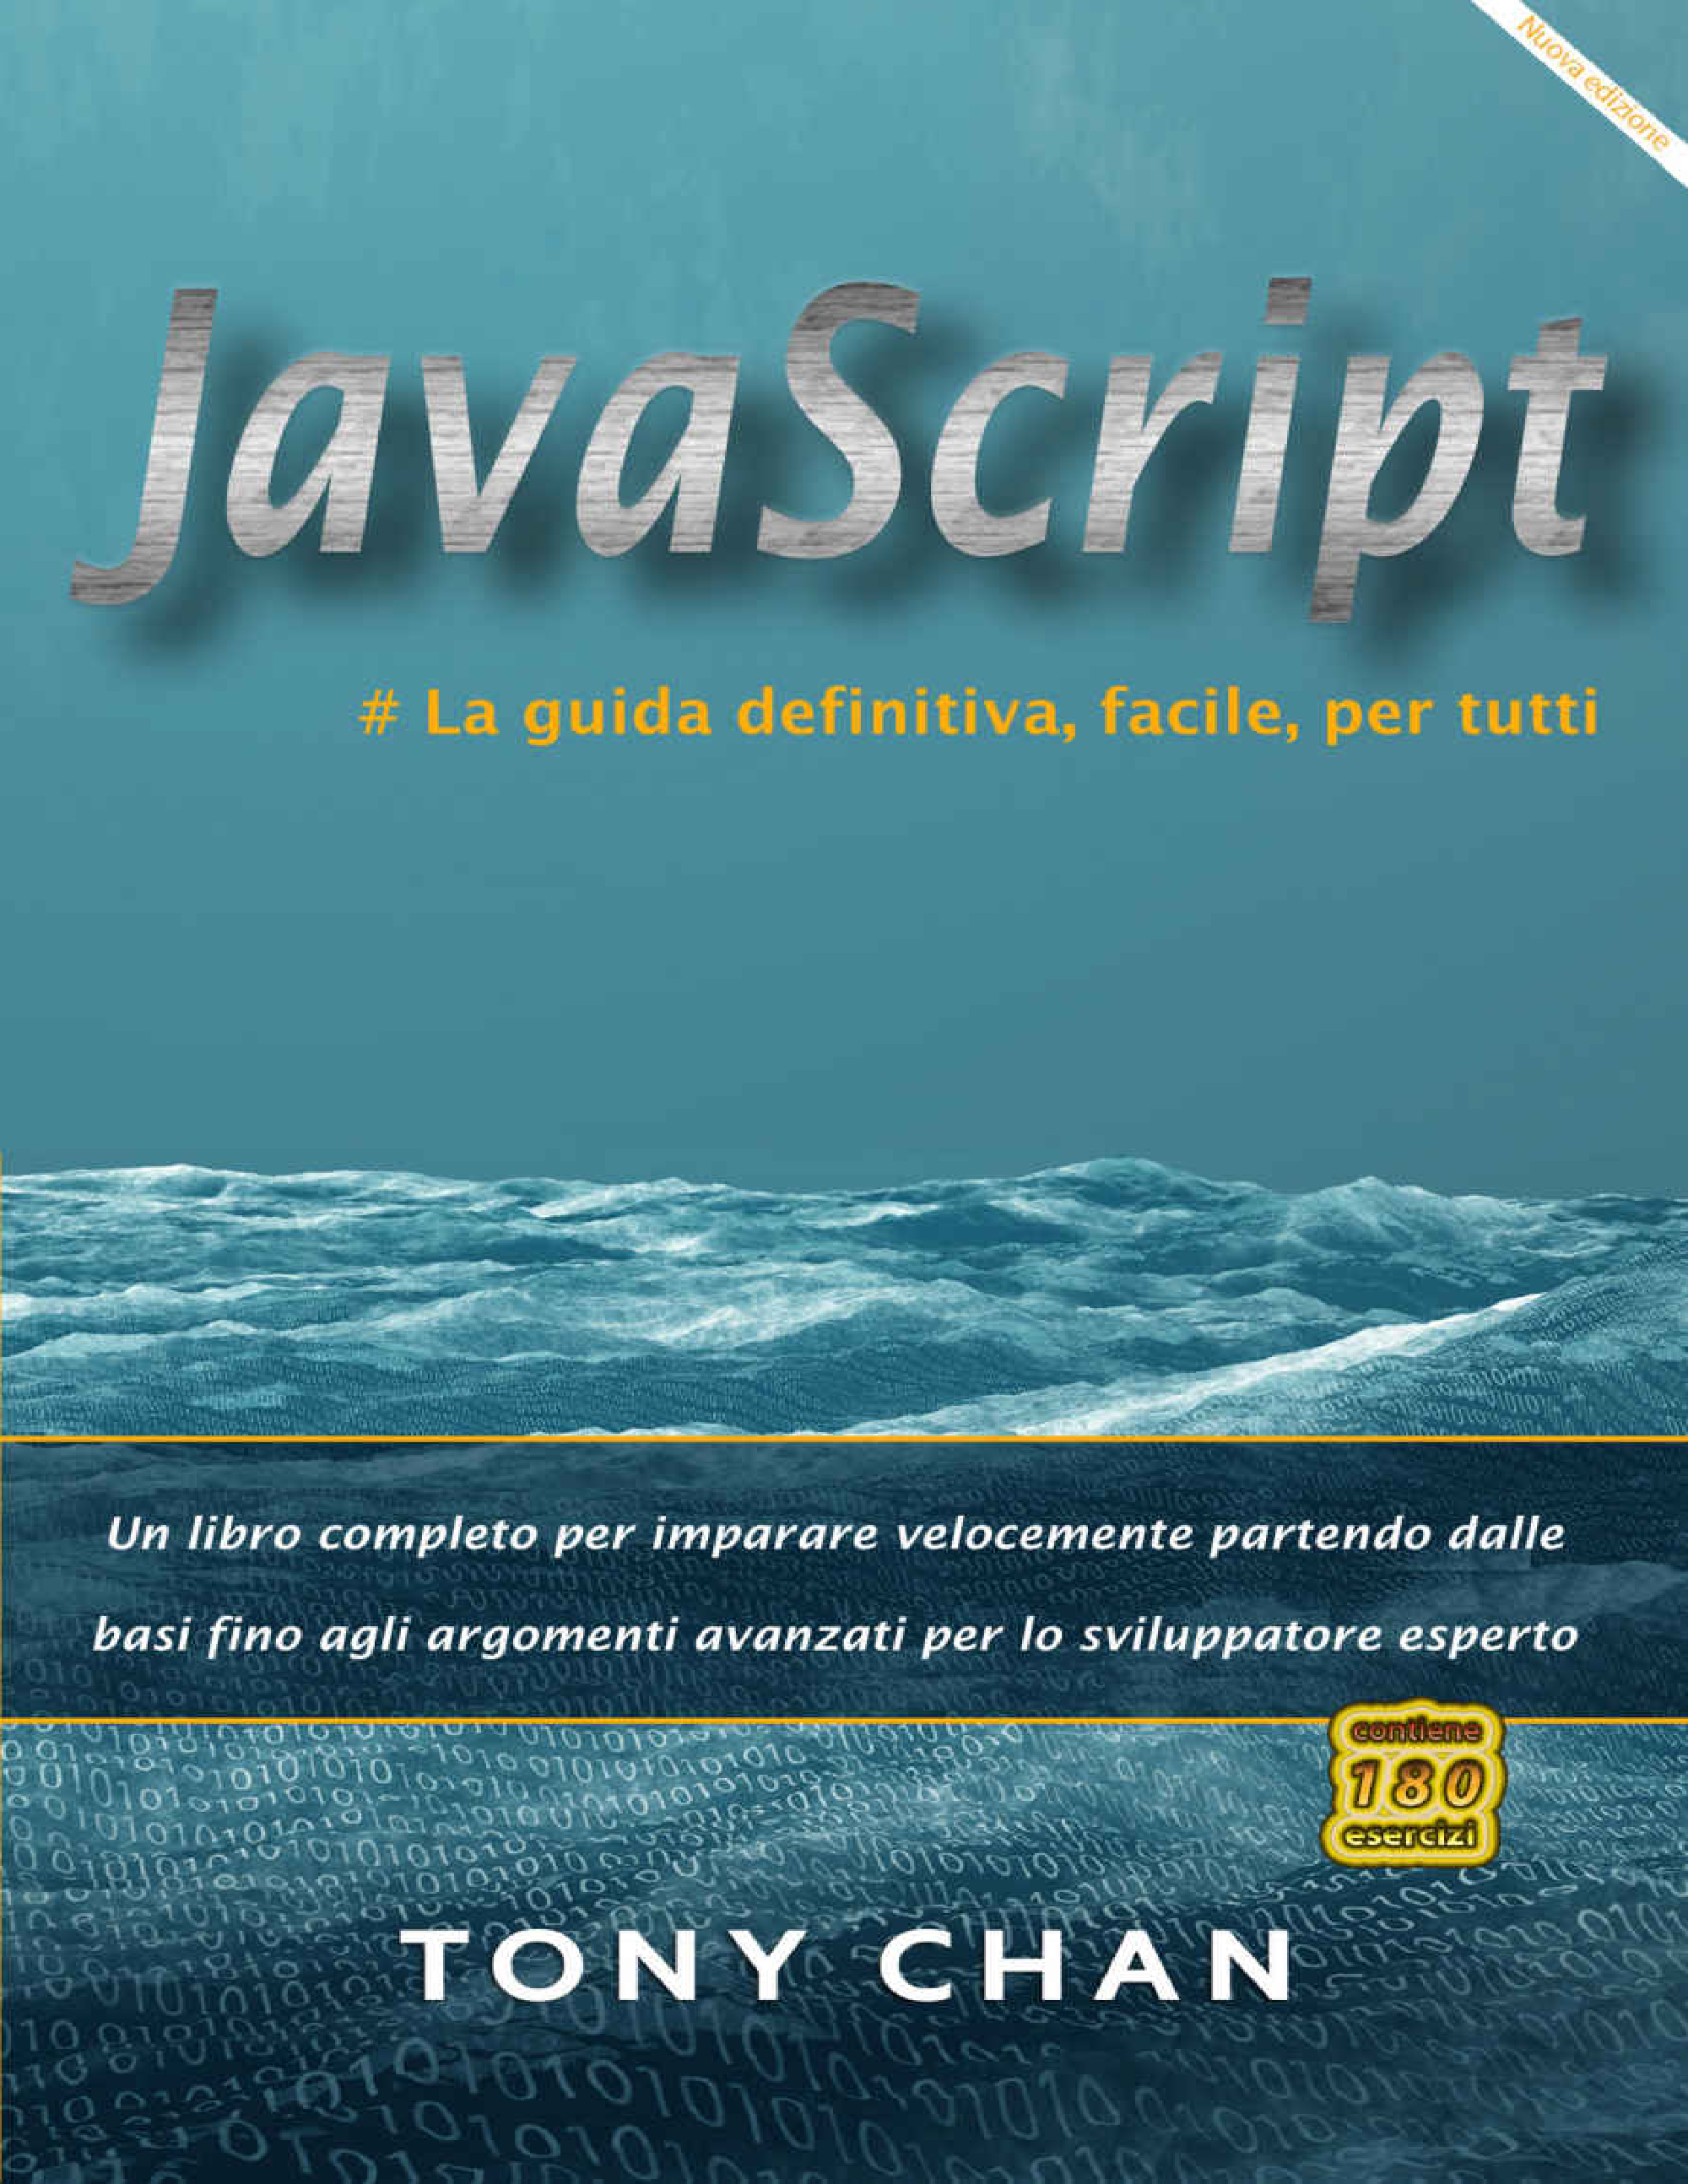 Nuova edizione
JavaScript
# La guida definitiva, facile, per tutti
Un libro completo per imparare velocemente partendo dalle
basi fino agli argomenti avanzati per lo sviluppatore esperto
contiene
180
esercizi
TONY CHAN